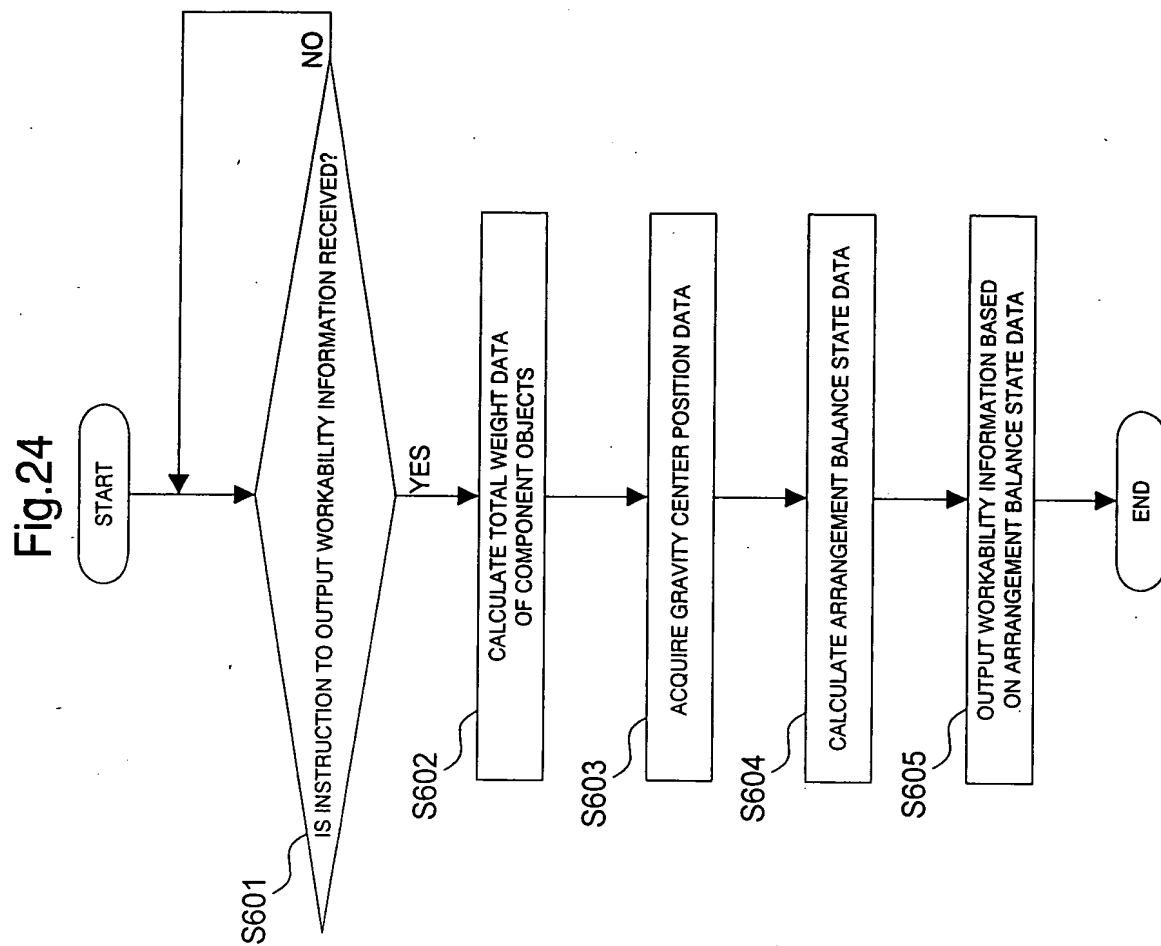 Fig.24
START
S601
IS INSTRUCTION TO OUTPUT WORKABILITY INFORMATION RECEIVED?
NO
YES
S602
CALCULATE TOTAL WEIGHT DATA
OF COMPONENT OBJECTS
S603
ACQUIRE GRAVITY CENTER POSITION DATA
S604
CALCULATE ARRANGEMENT BALANCE STATE DATA
S605
OUTPUT WORKABILITY INFORMATION BASED
ON ARRANGEMENT BALANCE STATE DATA
END